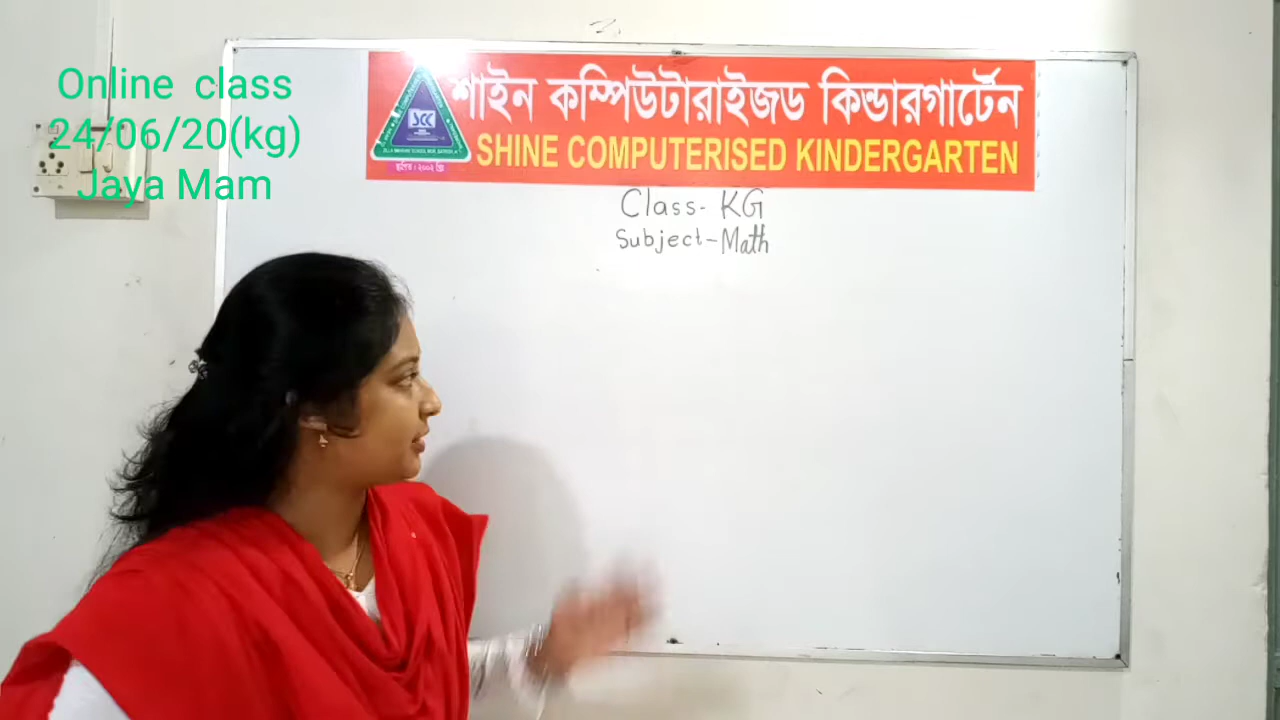 Online class
24/06/20(kg)
Jaya Mam
শাইন কম্পিউটারাইজড কিন্ডারগার্টেন
SHINE COMPUTERISED KINDERGARTEN
SCK
Class- KG
Subject-Math